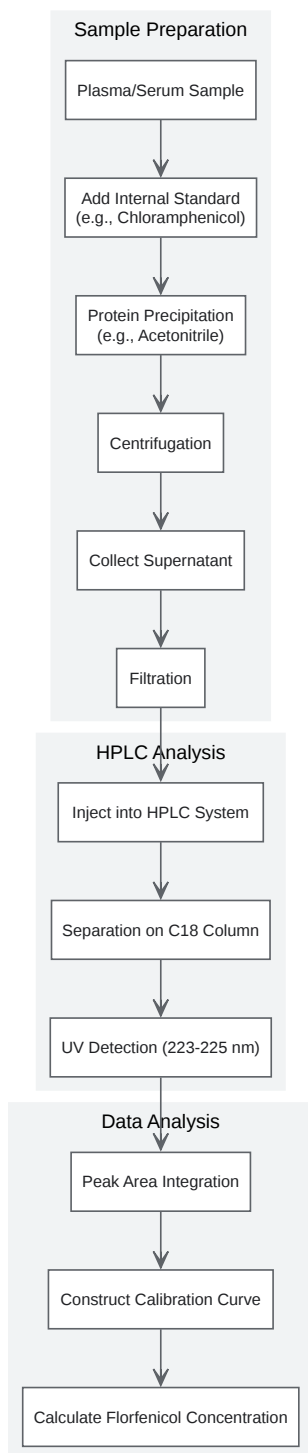 Sample Preparation
Plasma/Serum Sample
Add Internal Standard
(e.g., Chloramphenicol)
Protein Precipitation
(e.g., Acetonitrile)
Centrifugation
Collect Supernatant
Filtration
HPLC Analysis
Inject into HPLC System
Separation on C18 Column
UV Detection (223-225 nm)
Data Analysis
Peak Area Integration
Construct Calibration Curve
Calculate Florfenicol Concentration